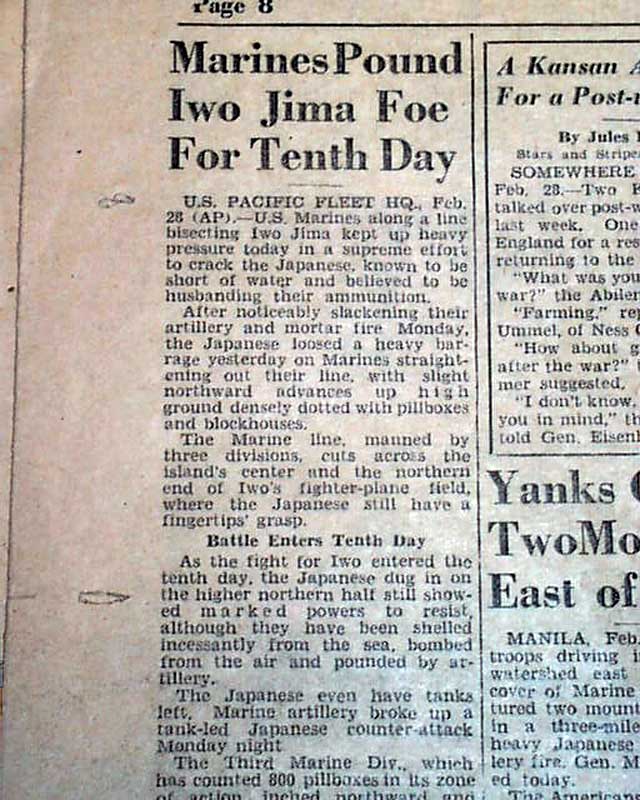 Page 8
Marines Pound
Iwo Jima Foe
For Tenth Day
U.S. PACIFIC FLEET HQ., Feb.
28 (AP).—U.S. Marines along a line
bisecting Iwo Jima kept up heavy
pressure today in a supreme effort
to crack the Japanese, known to be
short of water and believed to be
husbanding their ammunition.
After noticeably slackening their
artillery and mortar fire Monday,
the Japanese loosed a heavy bar-
rage yesterday on Marines straight-
ening out their line, with slight
northward advances up high
ground densely dotted with pillboxes
and blockhouses.
The Marine line, manned by
three divisions, cuts across the
island's center and the northern
end of Iwo's fighter-plane field,
where the Japanese still have a
fingertips' grasp.
Battle Enters Tenth Day
As the fight for Iwo entered the
tenth day, the Japanese dug in on
the higher northern half still show-
ed marked powers to resist,
although they have been shelled
incessantly from the sea, bombed
from the air and pounded by ar-
tillery.
The Japanese even have tanks
left. Marine artillery broke up a
tank-led Japanese counter-attack
Monday night
The Third Marine Div., which
has counted 800 pillboxes in its zone
of action, inched northward and
A Kansan
For a Post-
By Jules
Stars and Stripe
SOMEWHERE
Feb. 28.—Two
talked over post-w
last week. One
England for a res
returning to the
"What was you
war?" the Abilen
"Farming," rep
Ummel, of Ness
"How about g
after the war?"
mer suggested.
"I don't know,
you in mind," th
told Gen. Eisenh
Yanks
Two Mo
East of
MANILA, Feb.
troops driving i
watershed east
cover of Marine
tured two mount
in a three-mile
heavy Japanese
lery fire, Gen. M
ed today.
The Americans